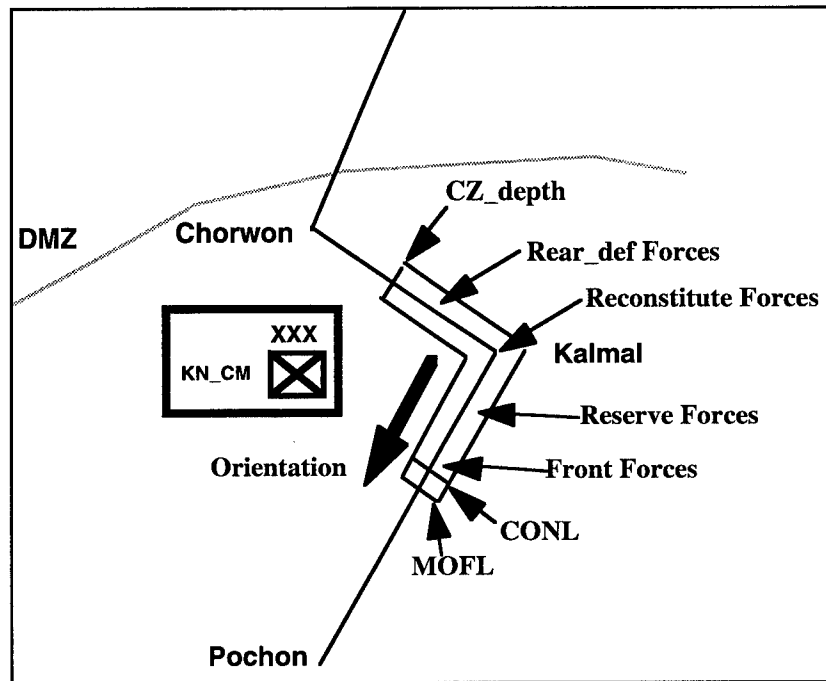 CZ_depth
DMZ
Chorwon
Rear_def Forces
Reconstitute Forces
XXX
KN_CM
Kalmal
Reserve Forces
Orientation
Front Forces
CONL
MOFL
Pochon